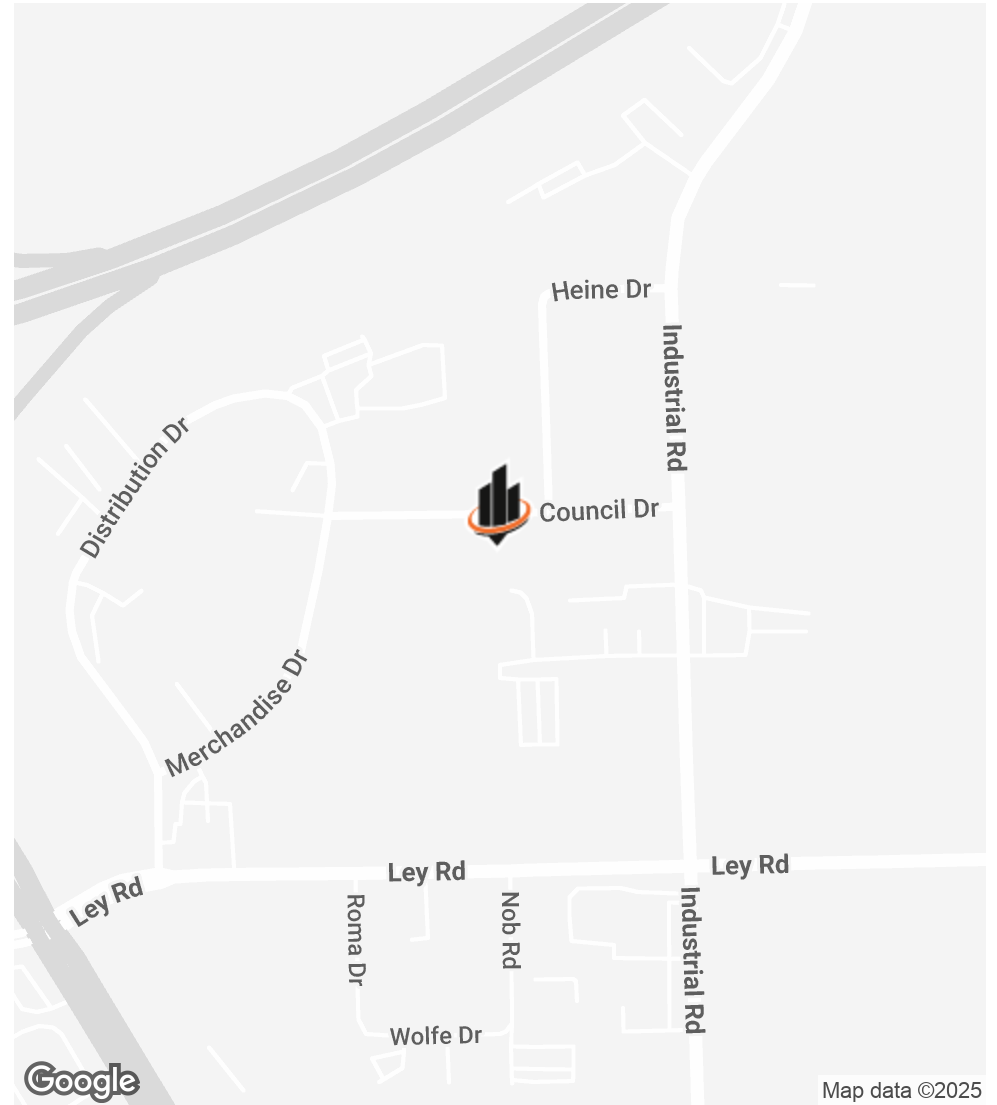 Heine Dr
Industrial Rd
Distribution Dr
Council Dr
Merchandise Dr
Ley Rd
Ley Rd
Ley Rd
Roma Dr
Nob Rd
Industrial Rd
Wolfe Dr
Google
Map data ©2025